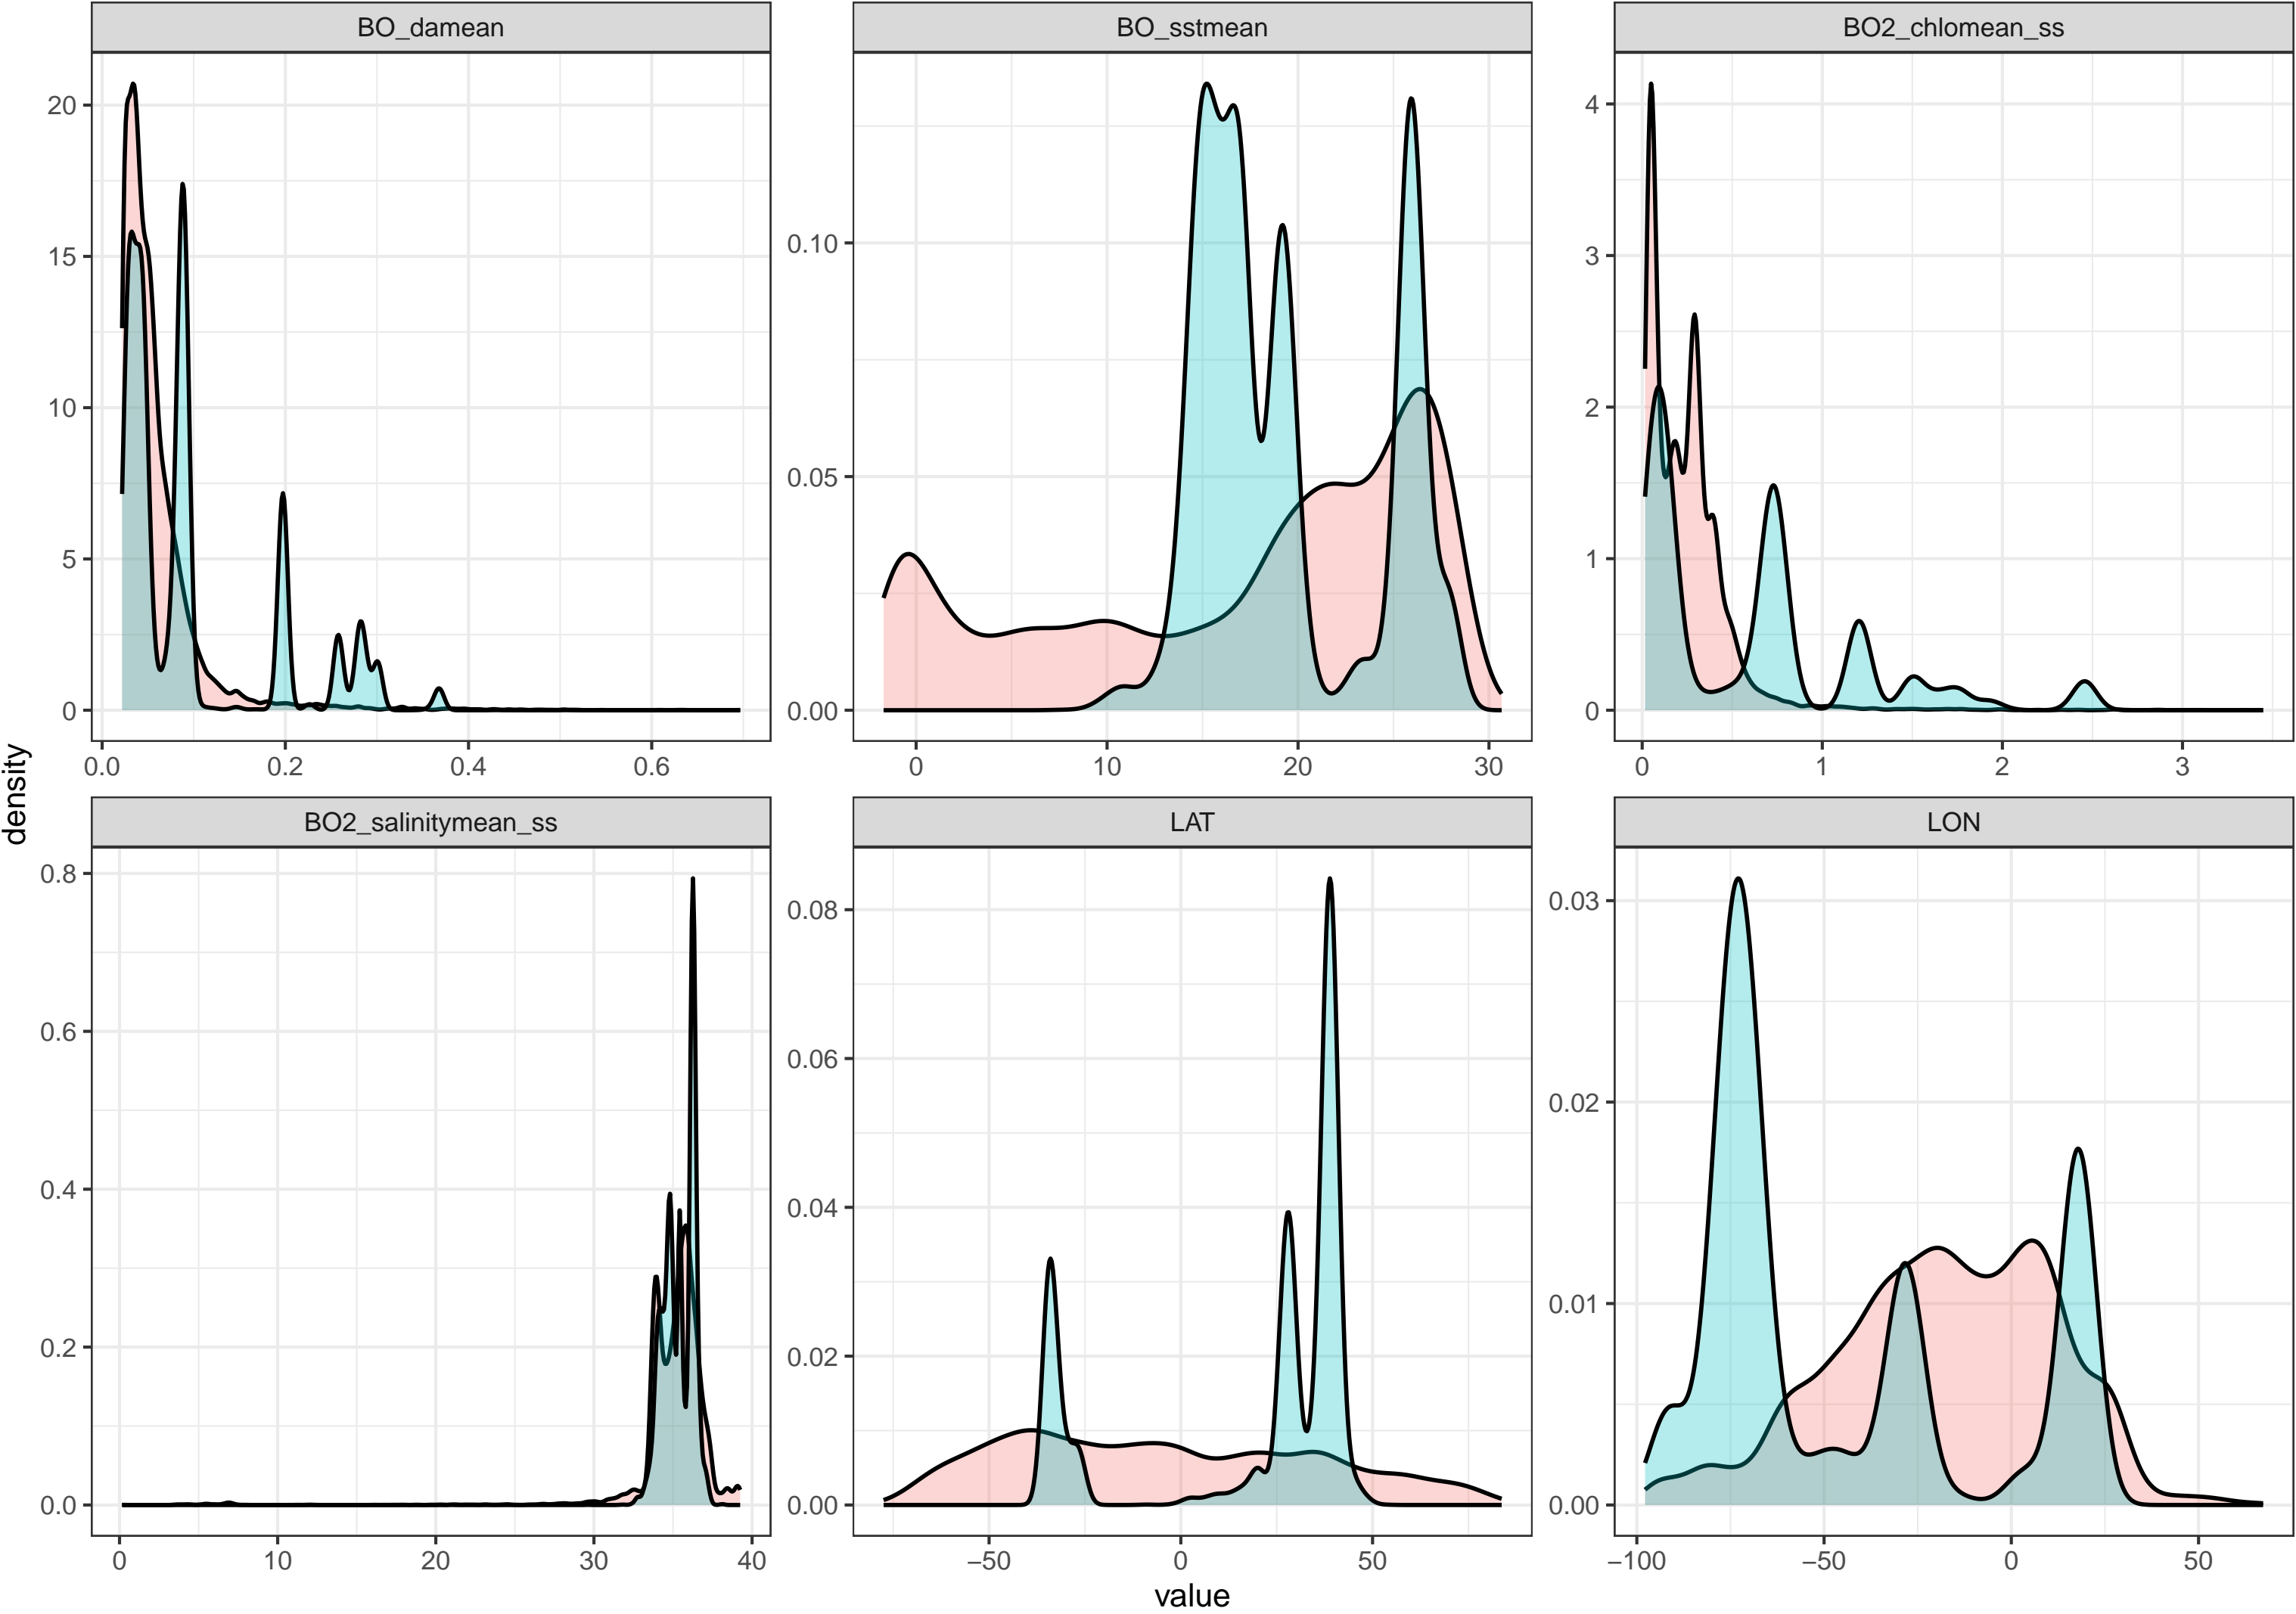 BO_damean BO_sstmean BO2_chlomean_ss
20
15
10
5
0
0.0 0.2 0.4 0.6
0.10
0.05
0.00
0 10 20 30
4
3
2
1
0
0 1 2 3
density
BO2_salinitymean_ss LAT LON
0.8
0.6
0.4
0.2
0.0
0 10 20 30 40
0.08
0.06
0.04
0.02
0.00
−50 0 50
0.03
0.02
0.01
0.00
−100 −50 0 50
value